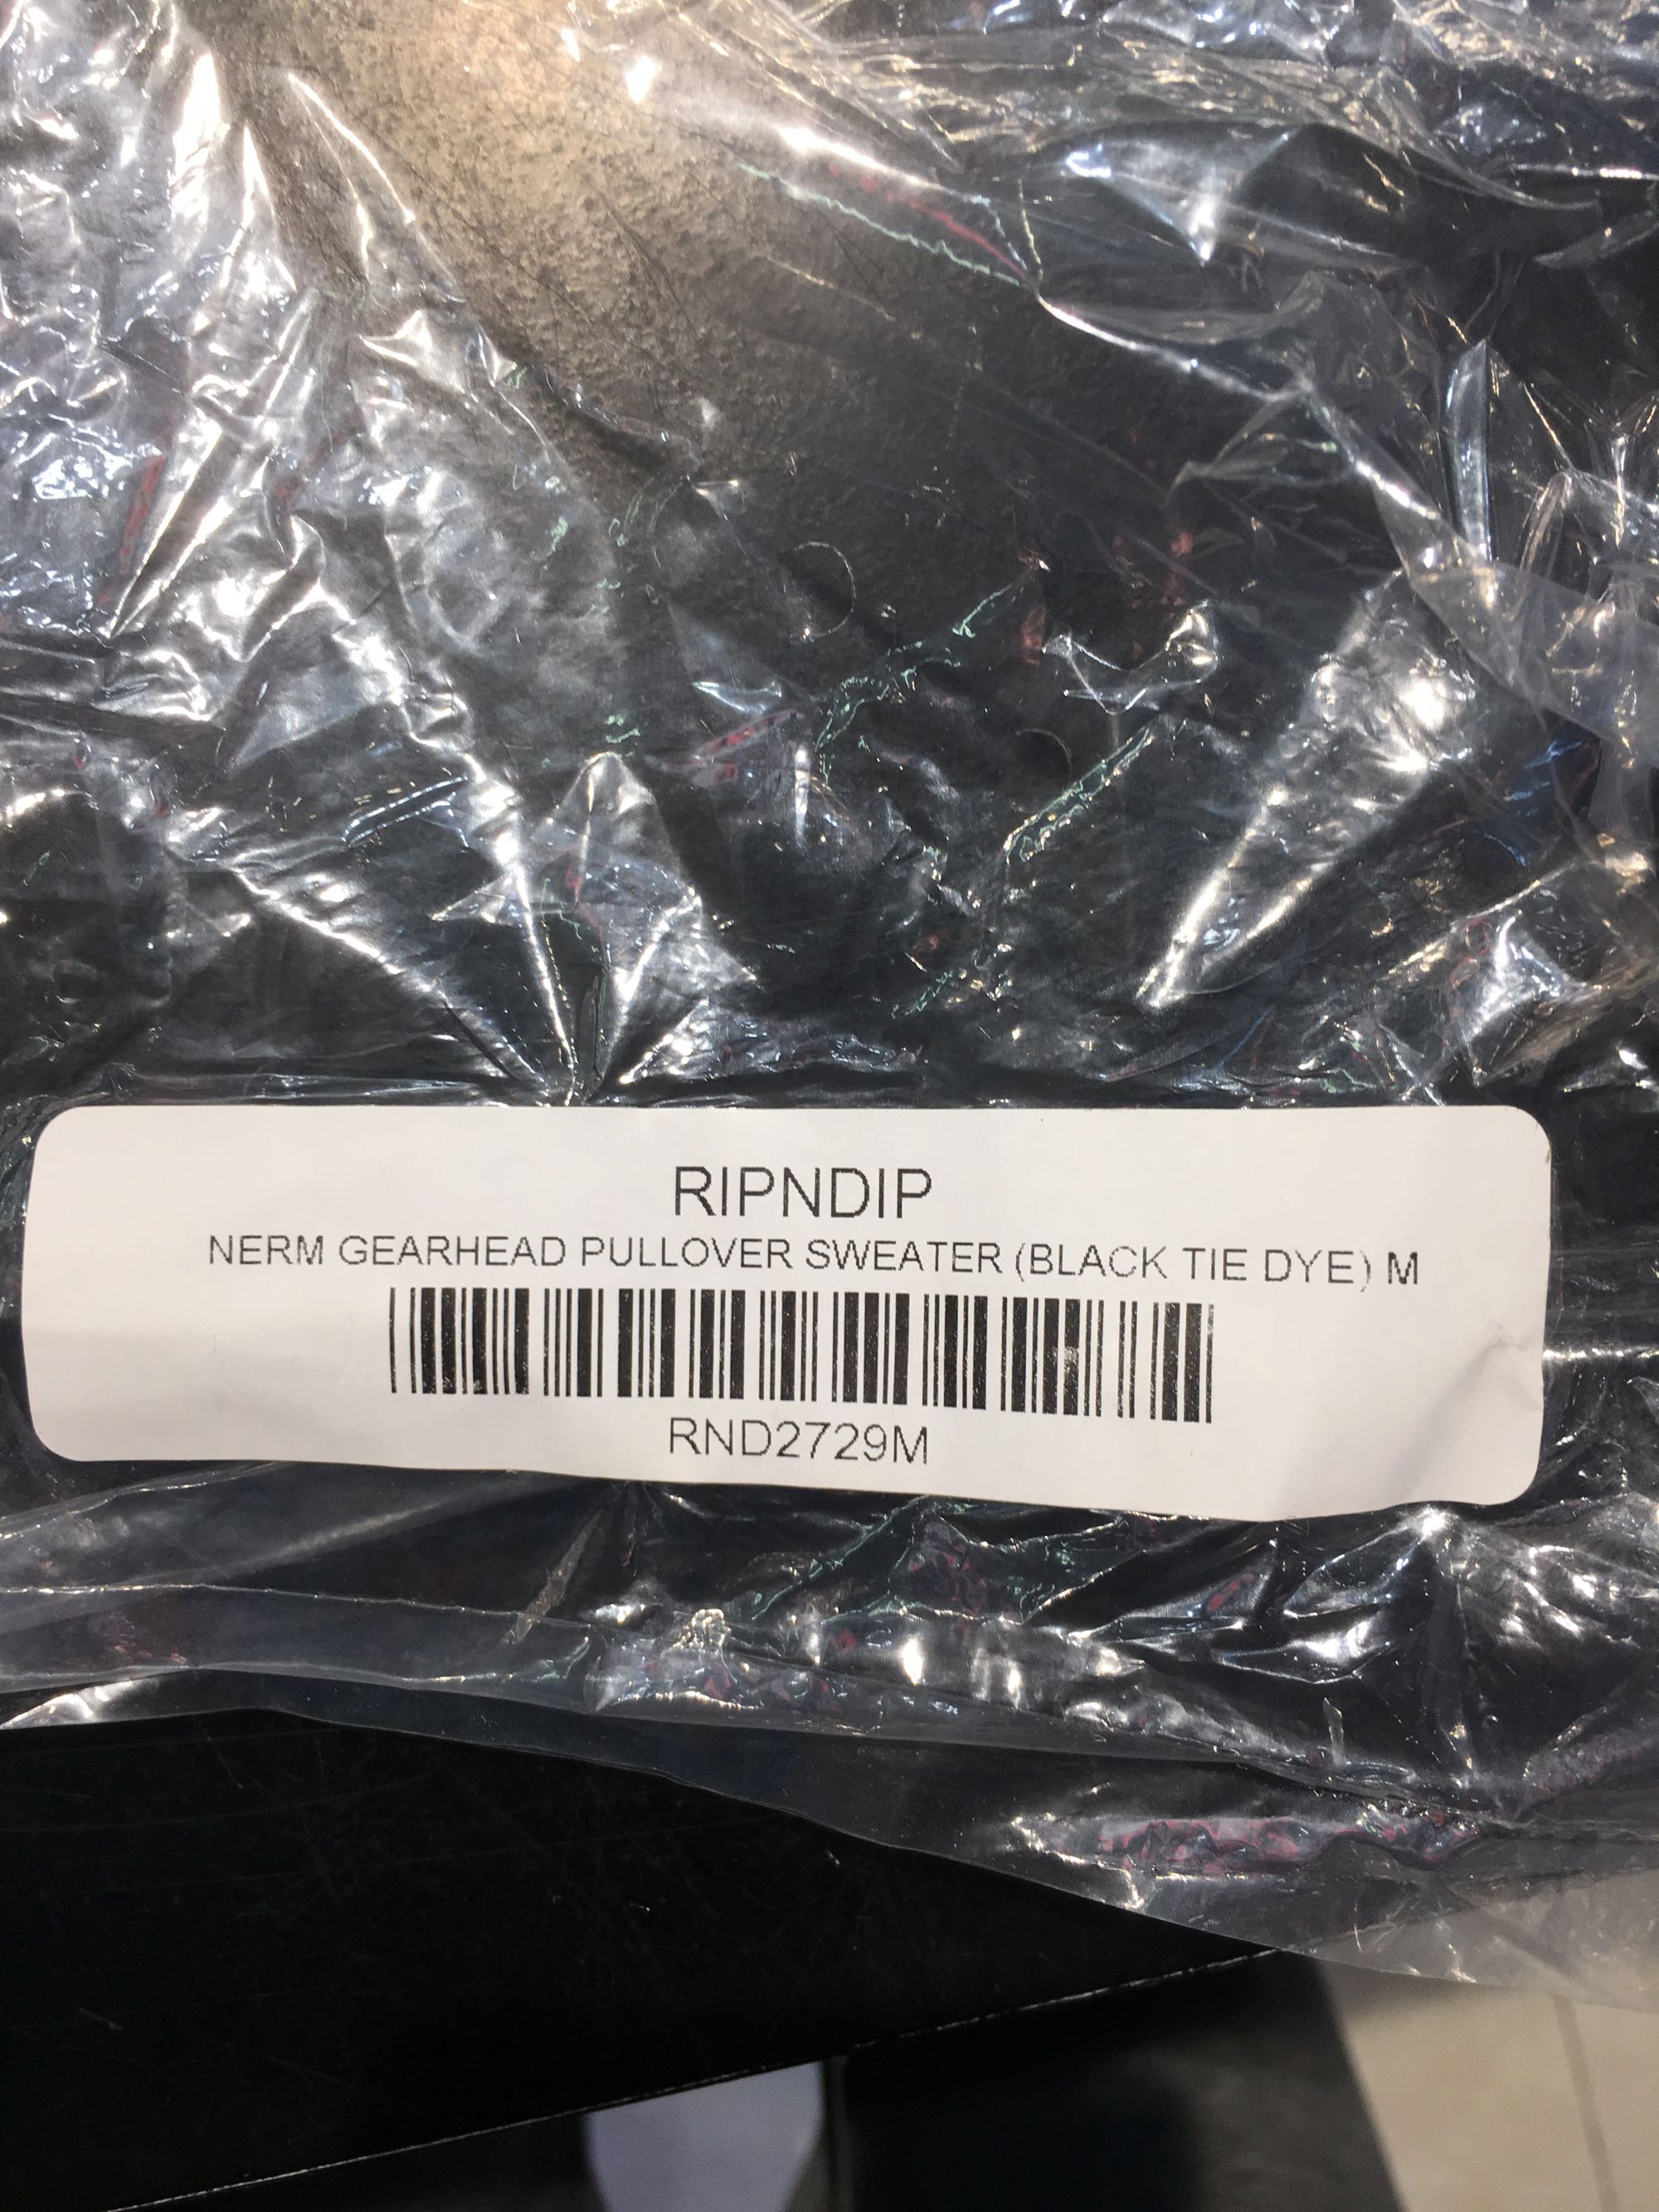 RIPNDIP
NERM GEARHEAD PULLOVER SWEATER (BLACK TIE DYE) M
RND2729M